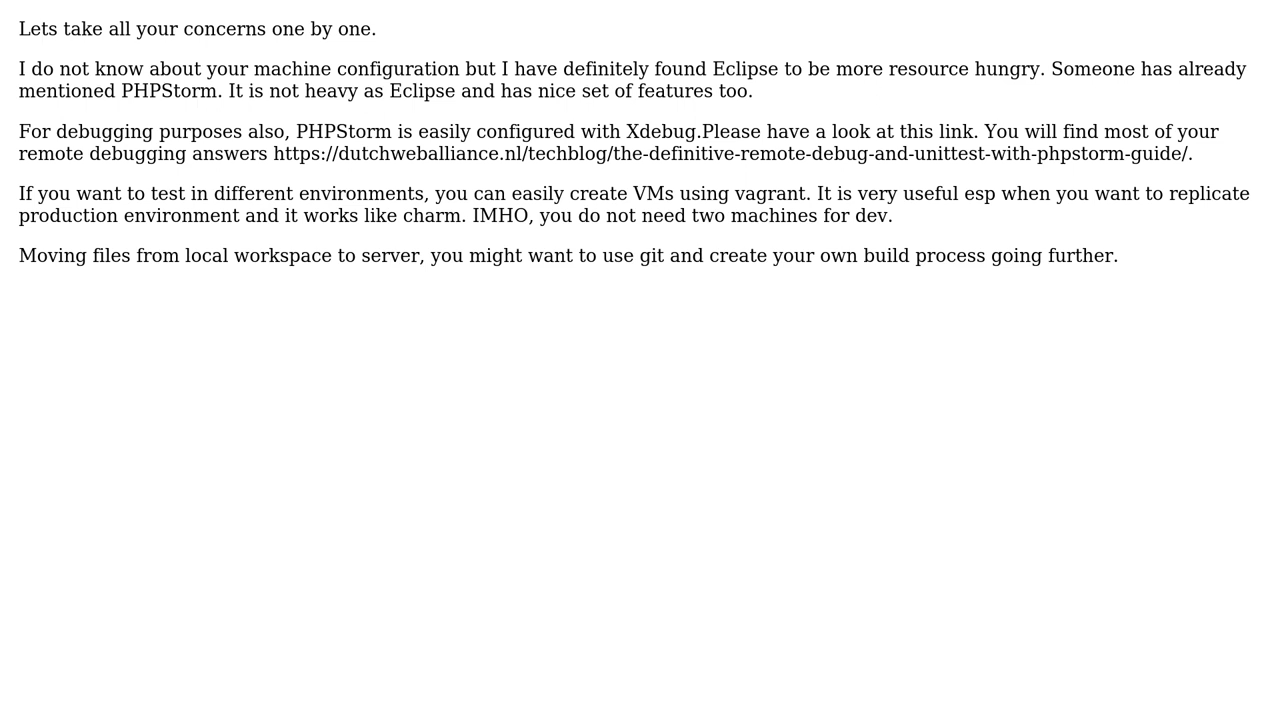 Lets take all your concerns one by one.
I do not know about your machine configuration but I have definitely found Eclipse to be more resource hungry. Someone has already
mentioned PHPStorm. It is not heavy as Eclipse and has nice set of features too.
For debugging purposes also, PHPStorm is easily configured with Xdebug.Please have a look at this link. You will find most of your
remote debugging answers https://dutchweballiance.nl/techblog/the-definitive-remote-debug-and-unittest-with-phpstorm-guide/.
If you want to test in different environments, you can easily create VMs using vagrant. It is very useful esp when you want to replicate
production environment and it works like charm. IMHO, you do not need two machines for dev.
Moving files from local workspace to server, you might want to use git and create your own build process going further.